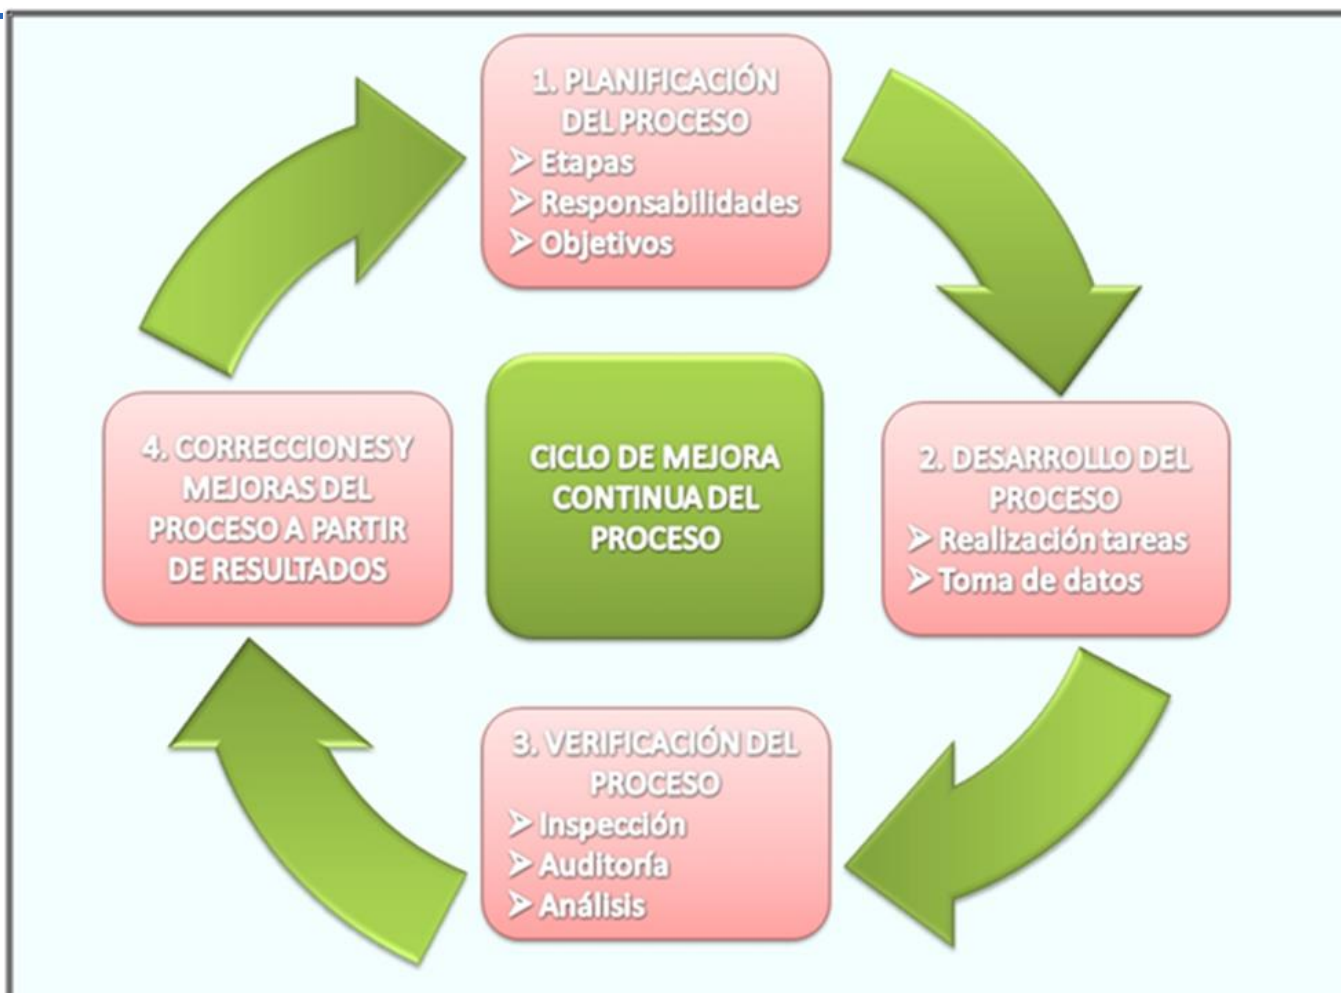 1. PLANIFICACIÓN
DEL PROCESO
➢ Etapas
➢ Responsabilidades
➢ Objetivos
2. DESARROLLO DEL
PROCESO
➢ Realización tareas
➢ Toma de datos
3. VERIFICACIÓN DEL
PROCESO
➢ Inspección
➢ Auditoría
➢ Análisis
4. CORRECCIONES Y
MEJORAS DEL
PROCESO A PARTIR
DE RESULTADOS
CICLO DE MEJORA
CONTINUA DEL
PROCESO